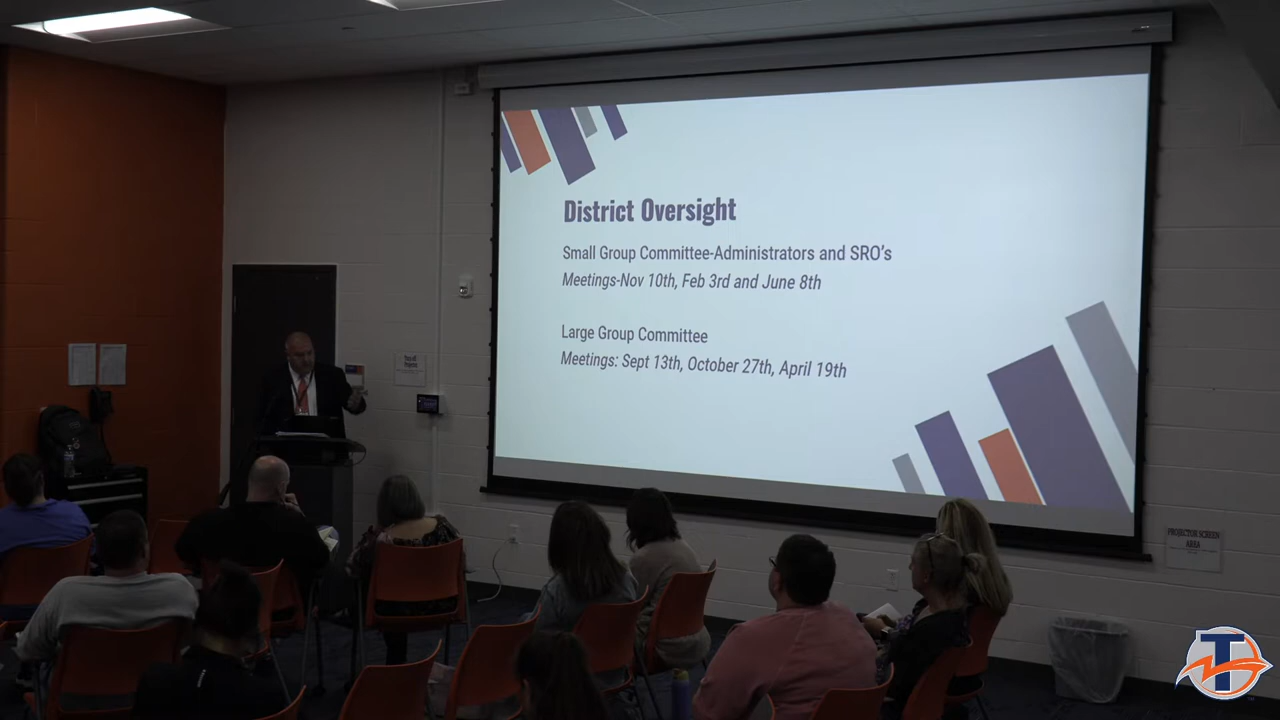 District Oversight
Small Group Committee-Administrators and SRO's
Meetings-Nov 10th, Feb 3rd and June 8th
Large Group Committee
Meetings: Sept 13th, October 27th, April 19th
PROJECTOR SCREEN
AREA
T